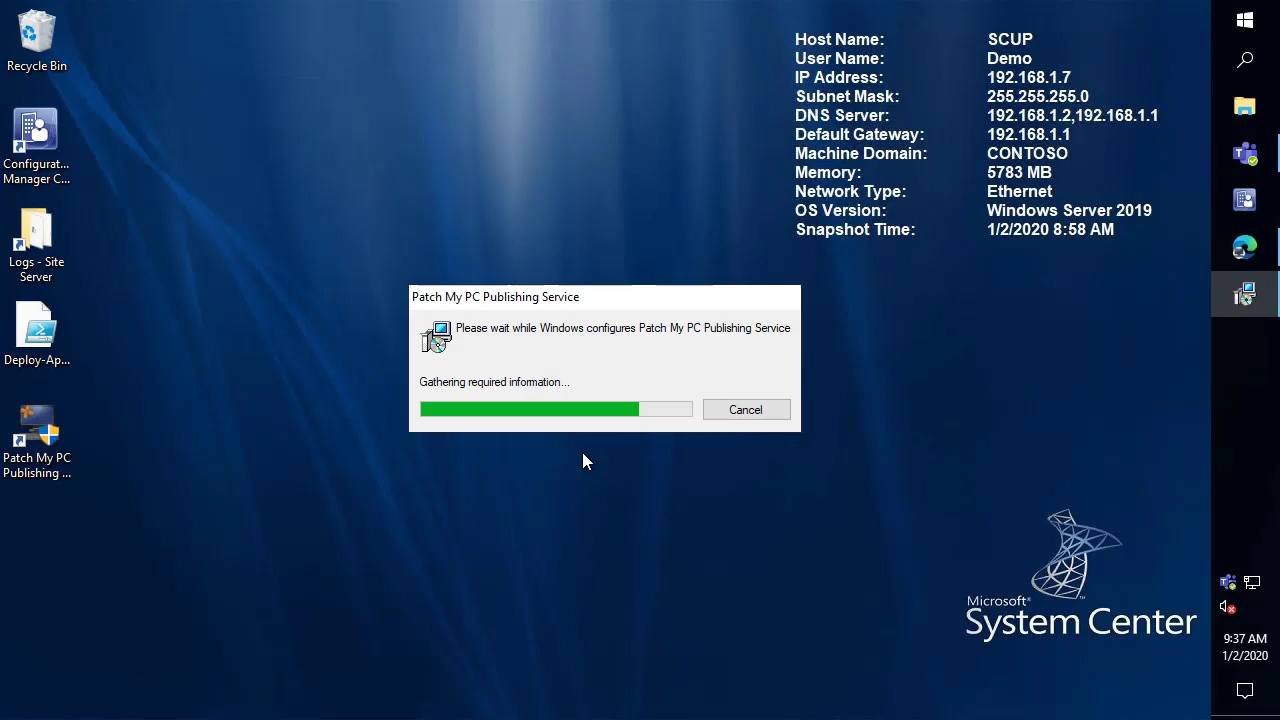 Recycle Bin
Configurat...
Manager C...
Logs - Site
Server
Deploy-Ap...
Patch My PC
Publishing ...
Host Name: SCUP
User Name: Demo
IP Address: 192.168.1.7
Subnet Mask: 255.255.255.0
DNS Server: 192.168.1.2,192.168.1.1
Default Gateway: 192.168.1.1
Machine Domain: CONTOSO
Memory: 5783 MB
Network Type: Ethernet
OS Version: Windows Server 2019
Snapshot Time: 1/2/2020 8:58 AM
Patch My PC Publishing Service
Please wait while Windows configures Patch My PC Publishing Service
Gathering required information...
Cancel
Microsoft®
System Center™
9:37 AM
1/2/2020